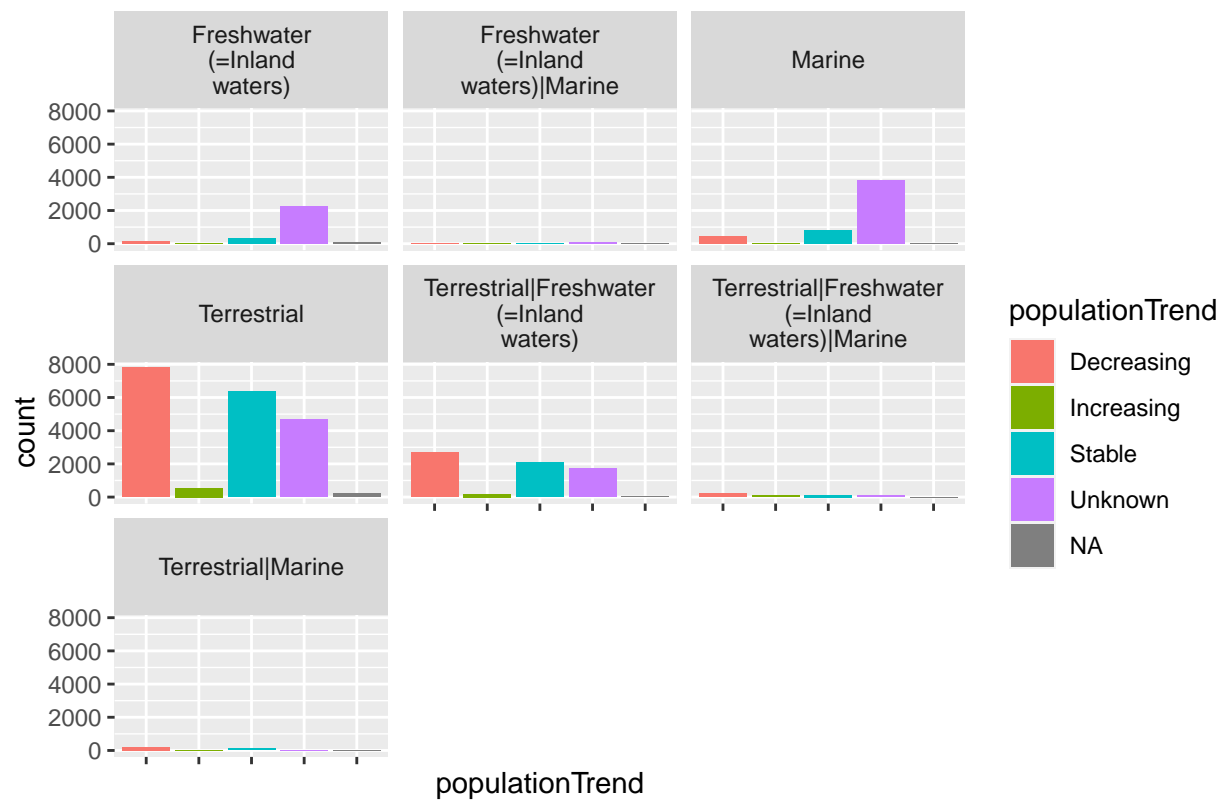 Freshwater
(=Inland
waters)
Freshwater
(=Inland
waters)|Marine
Marine
8000
6000
4000
2000
0
Terrestrial
Terrestrial|Freshwater
(=Inland
waters)
Terrestrial|Freshwater
(=Inland
waters)|Marine
8000
6000
4000
2000
0
Terrestrial|Marine
8000
6000
4000
2000
0
count
populationTrend
populationTrend
Decreasing
Increasing
Stable
Unknown
NA